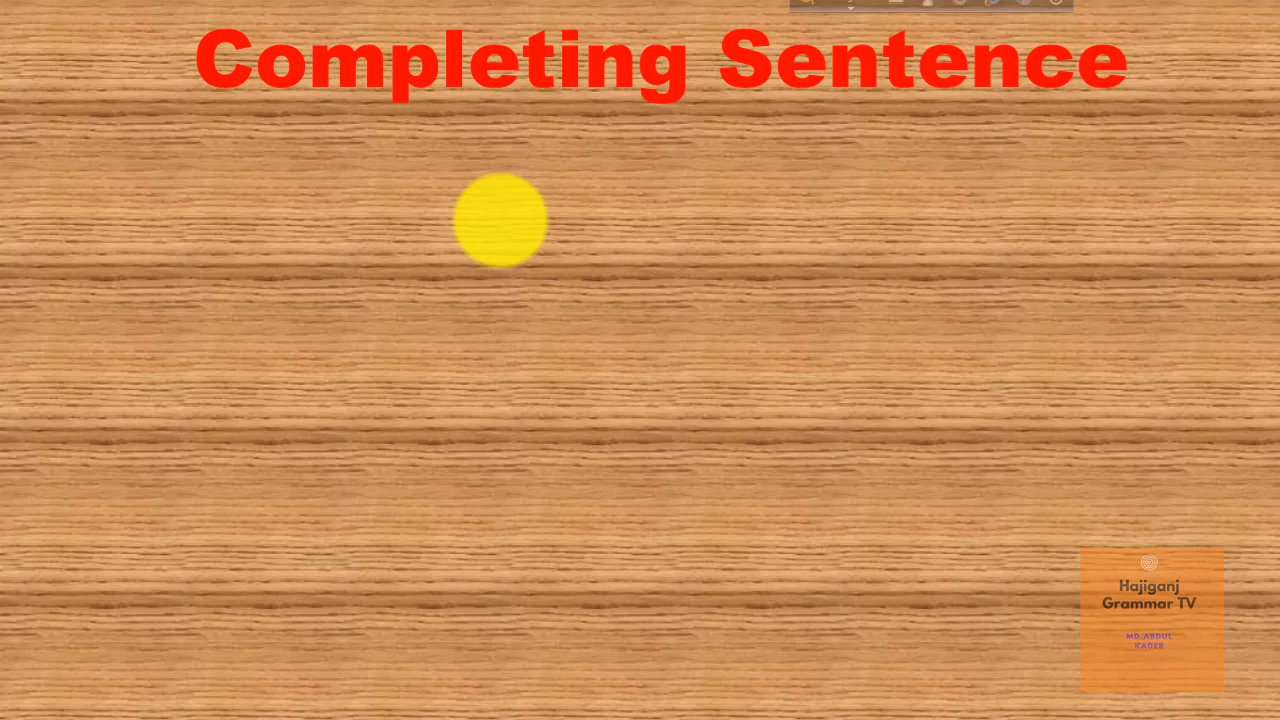 Completing Sentence
Hajiganj
Grammar TV
MD.ABDUL
KADER